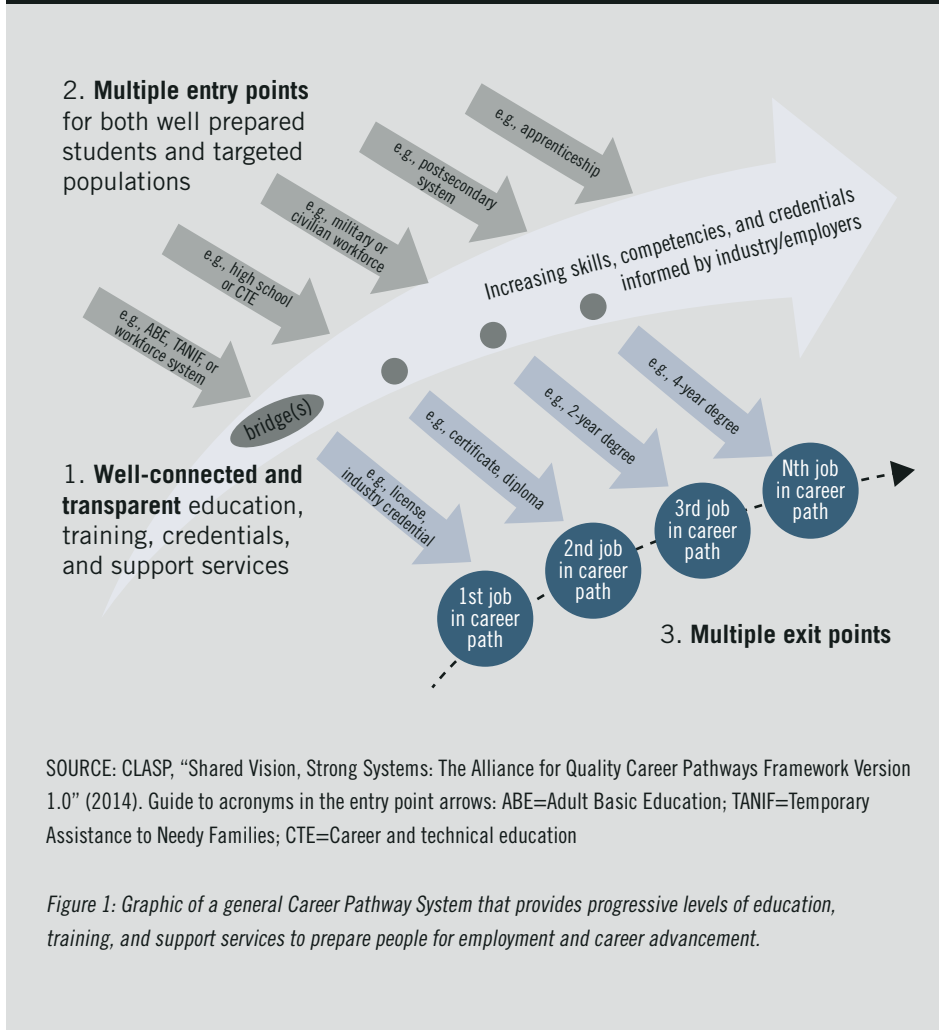 2. Multiple entry points
for both well prepared
students and targeted
populations
e.g., apprenticeship
e.g., postsecondary
system
e.g., military or
civilian workforce
e.g., high school
or CTE
e.g., ABE, TANIF, or
workforce system
Increasing skills, competencies, and credentials
informed by industry/employers
bridge(s)
1. Well-connected and
transparent education,
training, credentials,
and support services
e.g., license,
industry credential
e.g., certificate, diploma
e.g., 2-year degree
e.g., 4-year degree
1st job
in career
path
2nd job
in career
path
3rd job
in career
path
Nth job
in career
path
3. Multiple exit points
SOURCE: CLASP, “Shared Vision, Strong Systems: The Alliance for Quality Career Pathways Framework Version
1.0” (2014). Guide to acronyms in the entry point arrows: ABE=Adult Basic Education; TANIF=Temporary
Assistance to Needy Families; CTE=Career and technical education
Figure 1: Graphic of a general Career Pathway System that provides progressive levels of education,
training, and support services to prepare people for employment and career advancement.